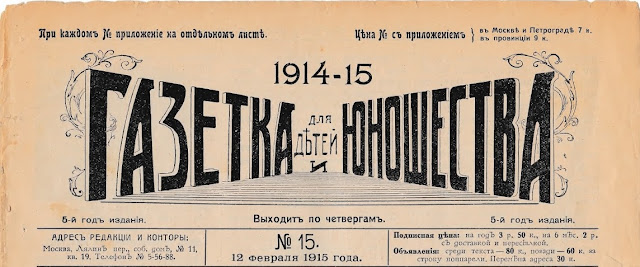 При каждомъ № приложеніе на отдѣльномъ листѣ.
Цѣна № съ приложеніемъ } въ Москвѣ и Петроградѣ 7 к.
въ провинціи 9 к.
1914-15
ГАЗЕТКА для дѣтей и ЮНОШЕСТВА
5-й годъ изданія.
Выходитъ по четвергамъ.
5-й годъ изданія.
АДРЕСЪ РЕДАКЦІИ И КОНТОРЫ:
Москва, Лялинъ пер., соб. домъ, № 11,
кв. 19. Телефонъ № 5-56-88.
№ 15.
12 февраля 1915 года.
Подписная цѣна: на годъ 3 р. 50 к., на 6 мѣс. 2 р.
съ доставкой и пересылкой.
Объявленія: среди текста — 80 к., позади — 60 к. за
строку нонпарели. Перемѣна адреса 30 к.